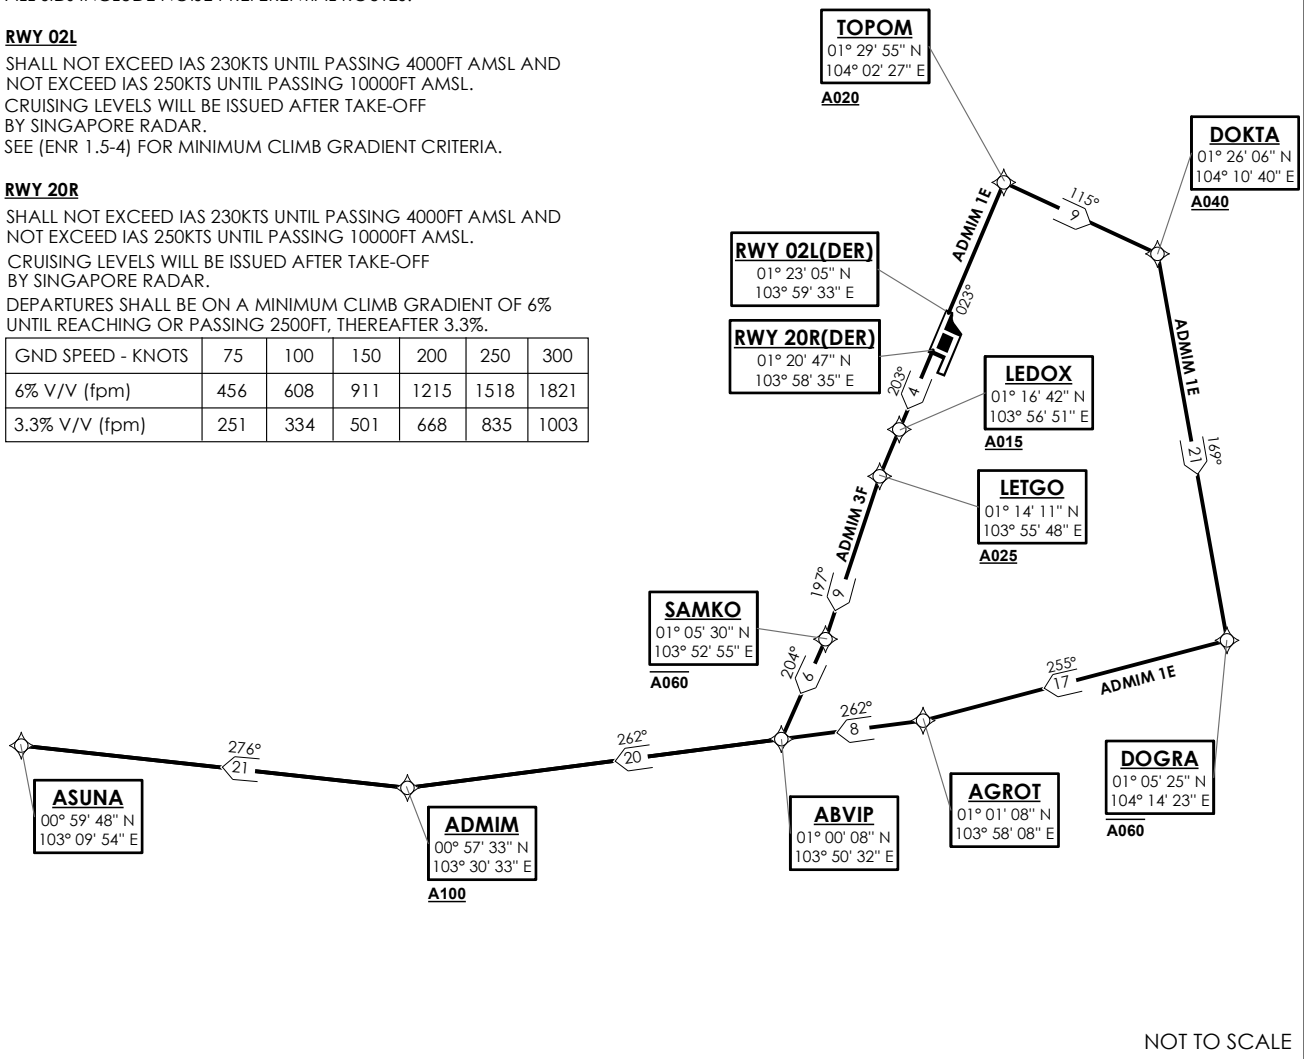 RWY 02L
SHALL NOT EXCEED IAS 230KTS UNTIL PASSING 4000FT AMSL AND
NOT EXCEED IAS 250KTS UNTIL PASSING 10000FT AMSL.
CRUISING LEVELS WILL BE ISSUED AFTER TAKE-OFF
BY SINGAPORE RADAR.
SEE (ENR 1.5-4) FOR MINIMUM CLIMB GRADIENT CRITERIA.
RWY 20R
SHALL NOT EXCEED IAS 230KTS UNTIL PASSING 4000FT AMSL AND
NOT EXCEED IAS 250KTS UNTIL PASSING 10000FT AMSL.
CRUISING LEVELS WILL BE ISSUED AFTER TAKE-OFF
BY SINGAPORE RADAR.
DEPARTURES SHALL BE ON A MINIMUM CLIMB GRADIENT OF 6%
UNTIL REACHING OR PASSING 2500FT, THEREAFTER 3.3%.
GND SPEED - KNOTS 75 100 150 200 250 300
6% V/V (fpm) 456 608 911 1215 1518 1821
3.3% V/V (fpm) 251 334 501 668 835 1003
TOPOM
01° 29' 55" N
104° 02' 27" E
A020
DOKTA
01° 26' 06" N
104° 10' 40" E
A040
115°
9
ADMIM 1E
RWY 02L(DER)
01° 23' 05" N
103° 59' 33" E
023°
RWY 20R(DER)
01° 20' 47" N
103° 58' 35" E
203°
4
ADMIM 1E
169°
21
LEDOX
01° 16' 42" N
103° 56' 51" E
A015
LETGO
01° 14' 11" N
103° 55' 48" E
A025
ADMIM 3F
197°
9
SAMKO
01° 05' 30" N
103° 52' 55" E
A060
204°
6
255°
17
ADMIM 1E
262°
8
262°
20
276°
21
DOGRA
01° 05' 25" N
104° 14' 23" E
A060
AGROT
01° 01' 08" N
103° 58' 08" E
ABVIP
01° 00' 08" N
103° 50' 32" E
ADMIM
00° 57' 33" N
103° 30' 33" E
A100
ASUNA
00° 59' 48" N
103° 09' 54" E
NOT TO SCALE